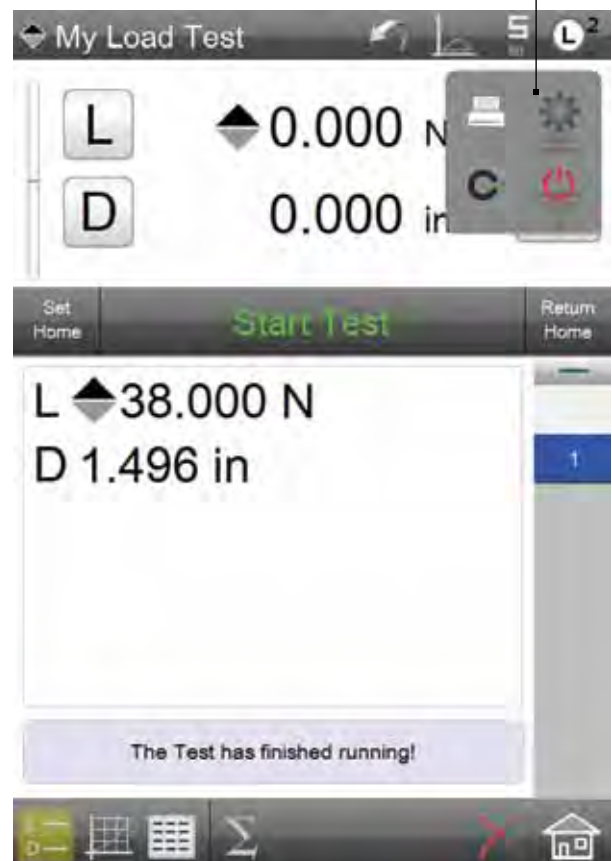 My Load Test
L 0.000 N
D 0.000 in
C
Set Home
Start Test
Return Home
L 38.000 N
D 1.496 in
1
The Test has finished running!